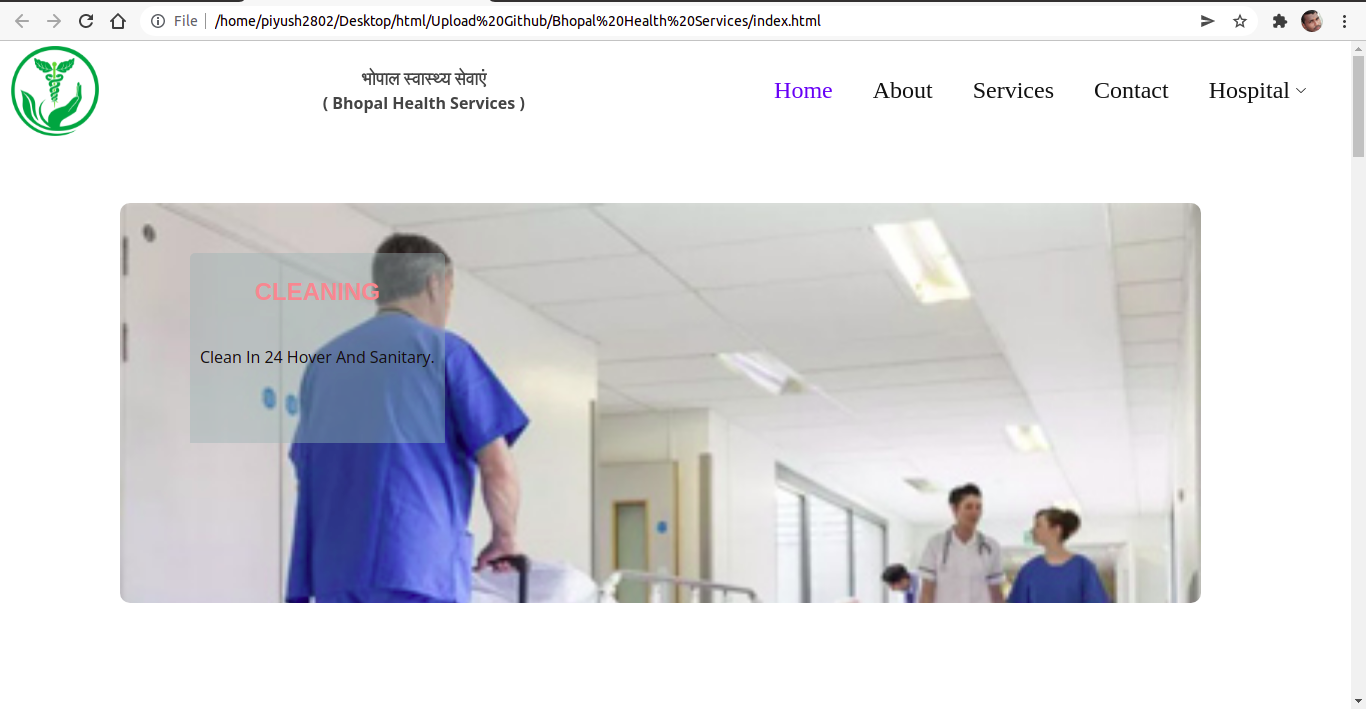 File
/home/piyush2802/Desktop/html/Upload%20Github/Bhopal%20Health%20Services/index.html
भोपाल स्वास्थ्य सेवाएं
( Bhopal Health Services )
Home About Services Contact Hospital
CLEANING
Clean In 24 Hover And Sanitary.